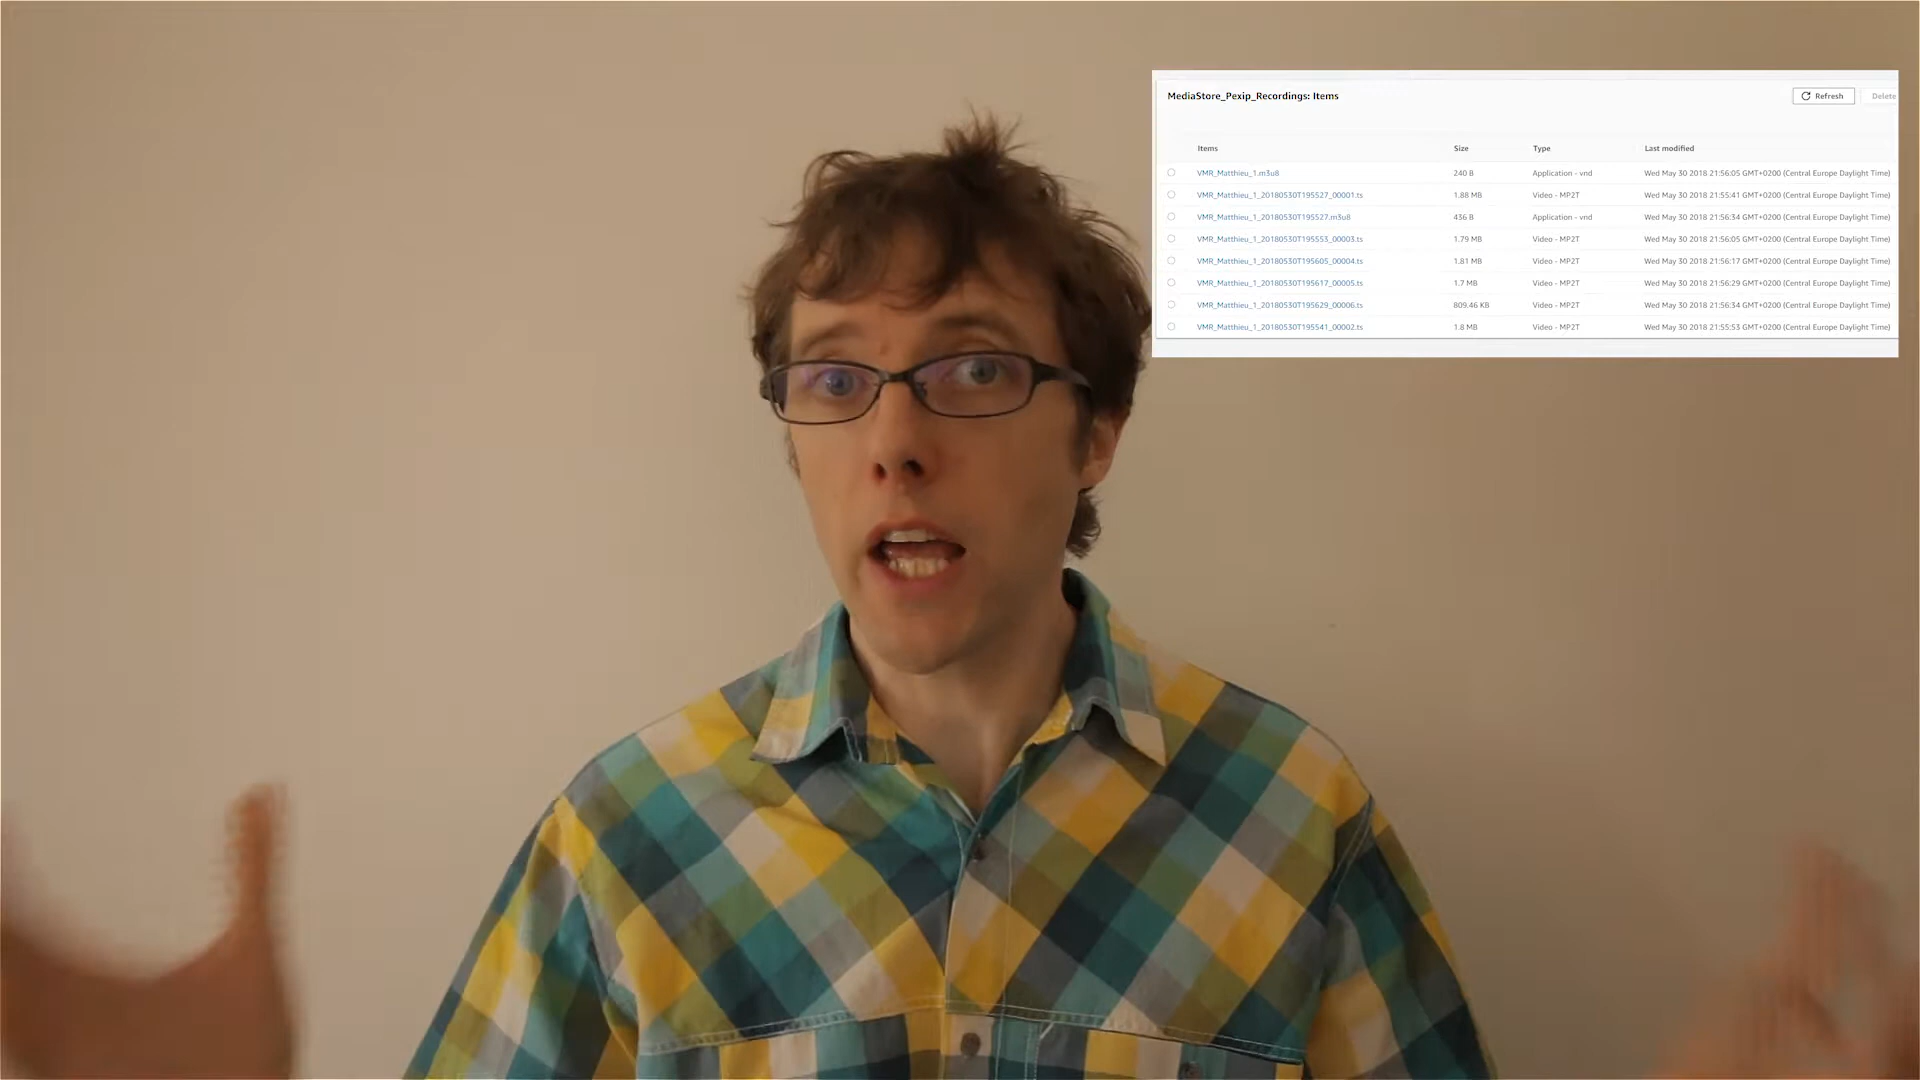 MediaStore_Pexip_Recordings: Items
Refresh Delete
Items Size Type Last modified
VMR_Matthieu_1.m3u8 240 B Application - vnd Wed May 30 2018 21:56:05 GMT+0200 (Central Europe Daylight Time)
VMR_Matthieu_1_20180530T195527_00001.ts 1.88 MB Video - MP2T Wed May 30 2018 21:55:41 GMT+0200 (Central Europe Daylight Time)
VMR_Matthieu_1_20180530T195527.m3u8 436 B Application - vnd Wed May 30 2018 21:56:34 GMT+0200 (Central Europe Daylight Time)
VMR_Matthieu_1_20180530T195553_00003.ts 1.79 MB Video - MP2T Wed May 30 2018 21:56:05 GMT+0200 (Central Europe Daylight Time)
VMR_Matthieu_1_20180530T195605_00004.ts 1.81 MB Video - MP2T Wed May 30 2018 21:56:17 GMT+0200 (Central Europe Daylight Time)
VMR_Matthieu_1_20180530T195617_00005.ts 1.7 MB Video - MP2T Wed May 30 2018 21:56:29 GMT+0200 (Central Europe Daylight Time)
VMR_Matthieu_1_20180530T195629_00006.ts 809.46 KB Video - MP2T Wed May 30 2018 21:56:34 GMT+0200 (Central Europe Daylight Time)
VMR_Matthieu_1_20180530T195541_00002.ts 1.8 MB Video - MP2T Wed May 30 2018 21:55:53 GMT+0200 (Central Europe Daylight Time)